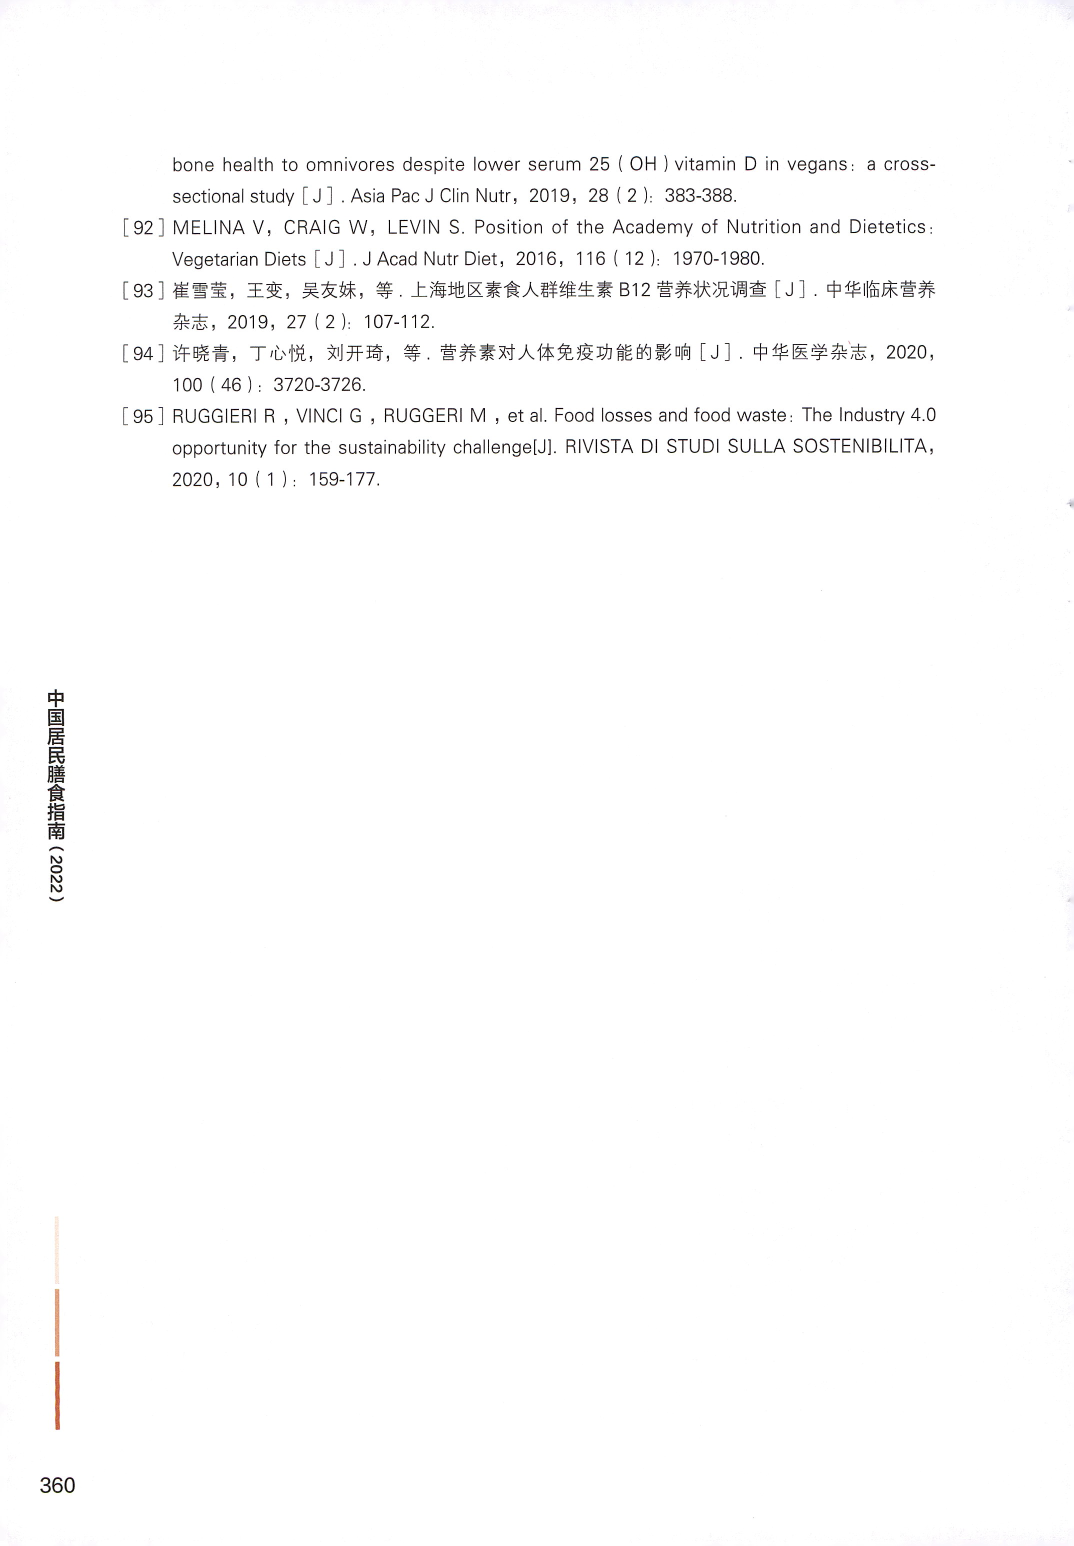 bone health to omnivores despite lower serum 25（OH）vitamin D in vegans：a cross-
sectional study［J］. Asia Pac J Clin Nutr，2019，28（2）：383-388.
［92］MELINA V，CRAIG W，LEVIN S. Position of the Academy of Nutrition and Dietetics：
Vegetarian Diets［J］. J Acad Nutr Diet，2016，116（12）：1970-1980.
［93］崔雪莹，王变，吴友妹，等．上海地区素食人群维生素 B12 营养状况调查［J］. 中华临床营养
杂志，2019，27（2）：107-112.
［94］许晓青，丁心悦，刘开琦，等．营养素对人体免疫功能的影响［J］. 中华医学杂志，2020，
100（46）：3720-3726.
［95］RUGGIERI R，VINCI G，RUGGERI M，et al. Food losses and food waste：The Industry 4.0
opportunity for the sustainability challenge[J]. RIVISTA DI STUDI SULLA SOSTENIBILITA，
2020，10（1）：159-177.
中国居民膳食指南（2022）
360